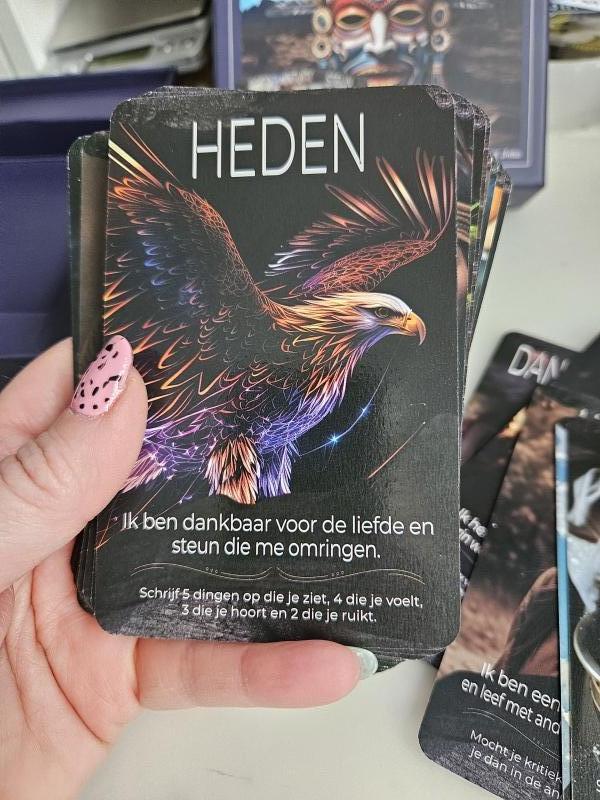 HEDEN
Ik ben dankbaar voor de liefde en
steun die me omringen.
Schrijf 5 dingen op die je ziet, 4 die je voelt,
3 die je hoort en 2 die je ruikt.
Ik ben een
en leef met
Mocht je kritiek
je dan in de